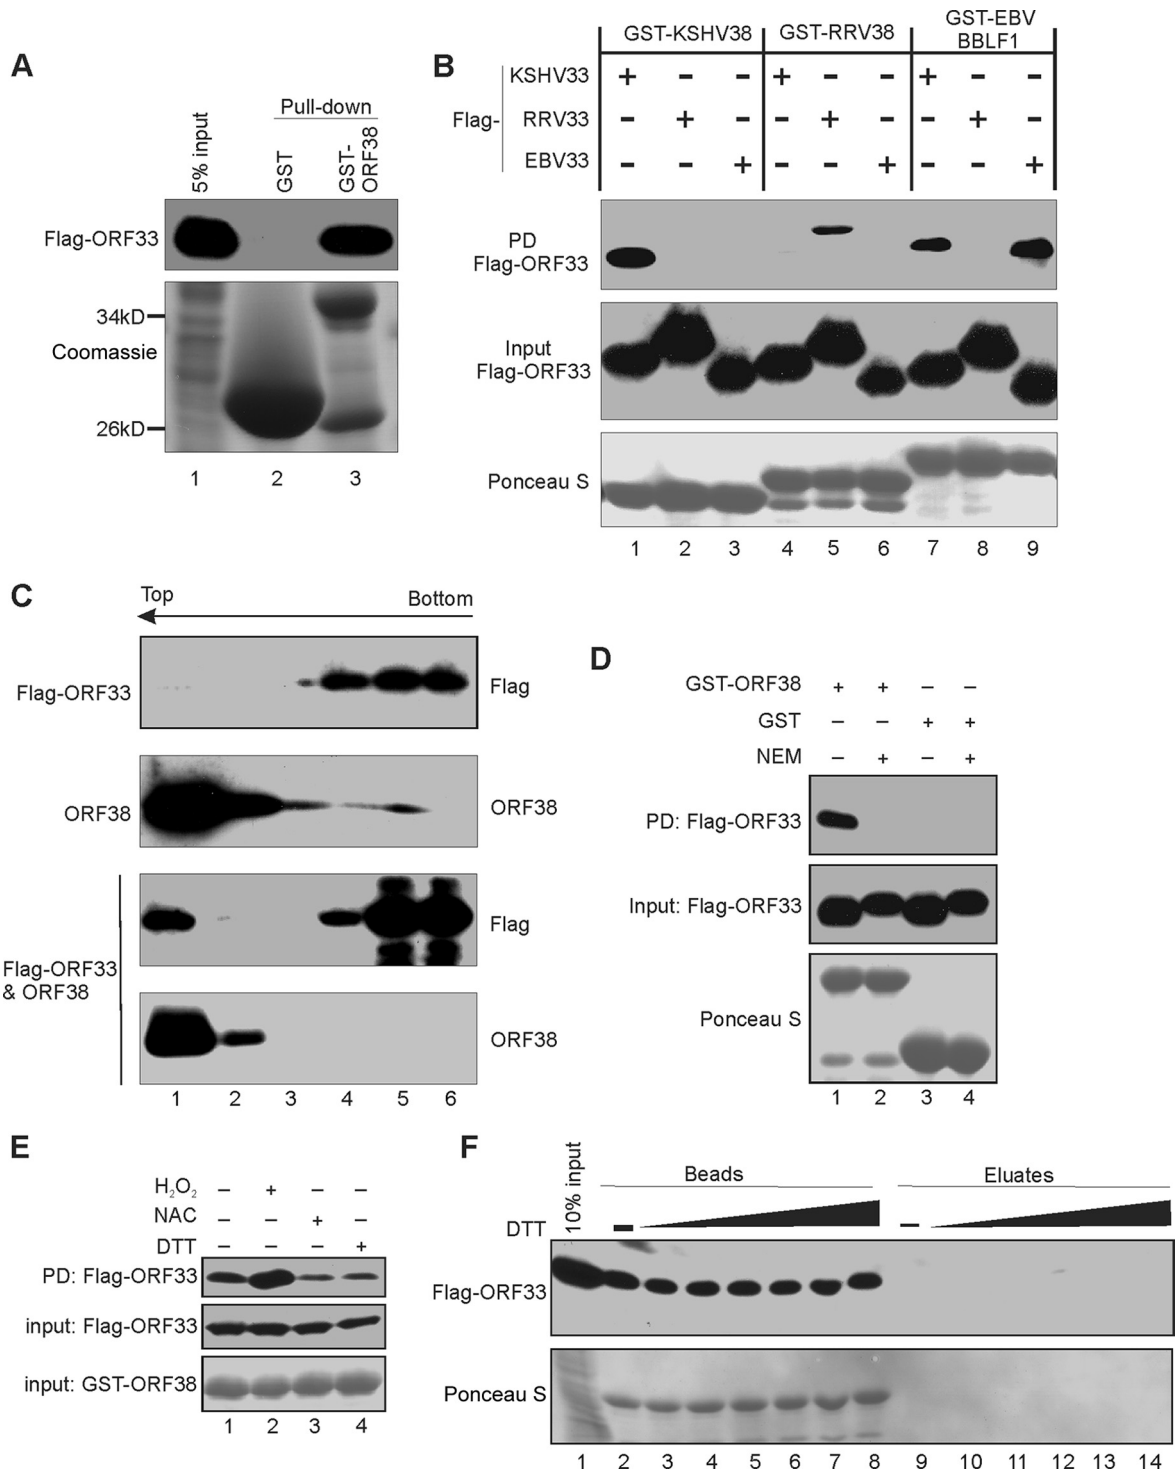 A
5% input
Pull-down
GST
GST-
ORF38
Flag-ORF33
34kD
Coomassie
26kD
1 2 3
B
GST-KSHV38 GST-RRV38 GST-EBV
BBLF1
Flag-
KSHV33 + – – + – – + – –
RRV33 – + – – + – – + –
EBV33 – – + – – + – – +
PD
Flag-ORF33
Input
Flag-ORF33
Ponceau S
1 2 3 4 5 6 7 8 9
C
Top Bottom
Flag-ORF33 Flag
ORF38 ORF38
Flag-ORF33
& ORF38
Flag
ORF38
1 2 3 4 5 6
D
GST-ORF38 + + – –
GST – – + +
NEM – + – +
PD: Flag-ORF33
Input: Flag-ORF33
Ponceau S
1 2 3 4
E
H₂O₂ – + – –
NAC – – + –
DTT – – – +
PD: Flag-ORF33
input: Flag-ORF33
input: GST-ORF38
1 2 3 4
F
10% input
Beads Eluates
DTT – –
Flag-ORF33
Ponceau S
1 2 3 4 5 6 7 8 9 10 11 12 13 14